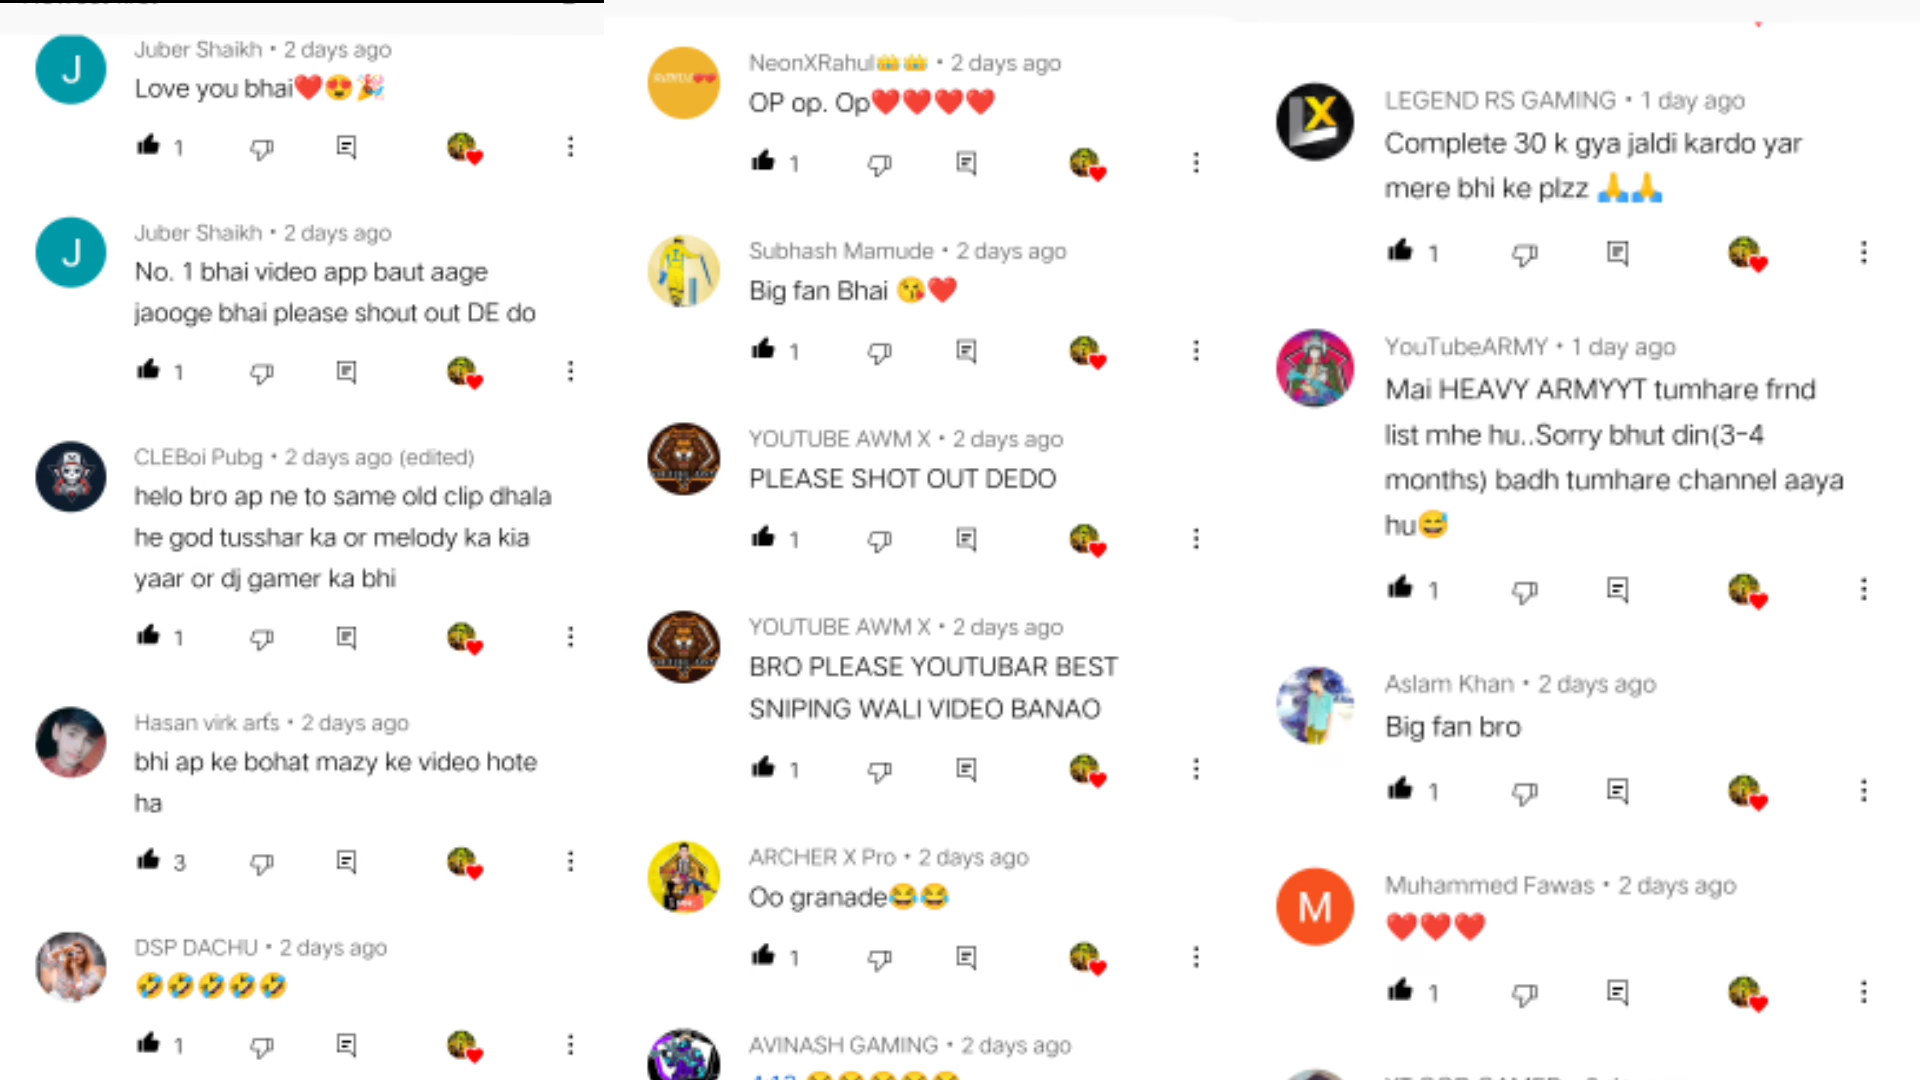 Juber Shaikh • 2 days ago
Love you bhai❤️😍🎉
1
Juber Shaikh • 2 days ago
No. 1 bhai video app baut aage
jaooge bhai please shout out DE do
1
CLEBoi Pubg • 2 days ago (edited)
helo bro ap ne to same old clip dhala
he god tusshar ka or melody ka kia
yaar or dj gamer ka bhi
1
Hasan virk arts • 2 days ago
bhi ap ke bohat mazy ke video hote
ha
3
DSP DACHU • 2 days ago
🤣🤣🤣🤣🤣
1
NeonXRahul👑👑 • 2 days ago
OP op. Op❤️❤️❤️❤️
1
Subhash Mamude • 2 days ago
Big fan Bhai 😘❤️
1
YOUTUBE AWM X • 2 days ago
PLEASE SHOT OUT DEDO
1
YOUTUBE AWM X • 2 days ago
BRO PLEASE YOUTUBAR BEST
SNIPING WALI VIDEO BANAO
1
ARCHER X Pro • 2 days ago
Oo granade😂😂
1
AVINASH GAMING • 2 days ago
LEGEND RS GAMING • 1 day ago
Complete 30 k gya jaldi kardo yar
mere bhi ke plzz 🙏🙏
1
YouTubeARMY • 1 day ago
Mai HEAVY ARMYYT tumhare frnd
list mhe hu..Sorry bhut din(3-4
months) badh tumhare channel aaya
hu😅
1
Aslam Khan • 2 days ago
Big fan bro
1
Muhammed Fawas • 2 days ago
❤️❤️❤️
1